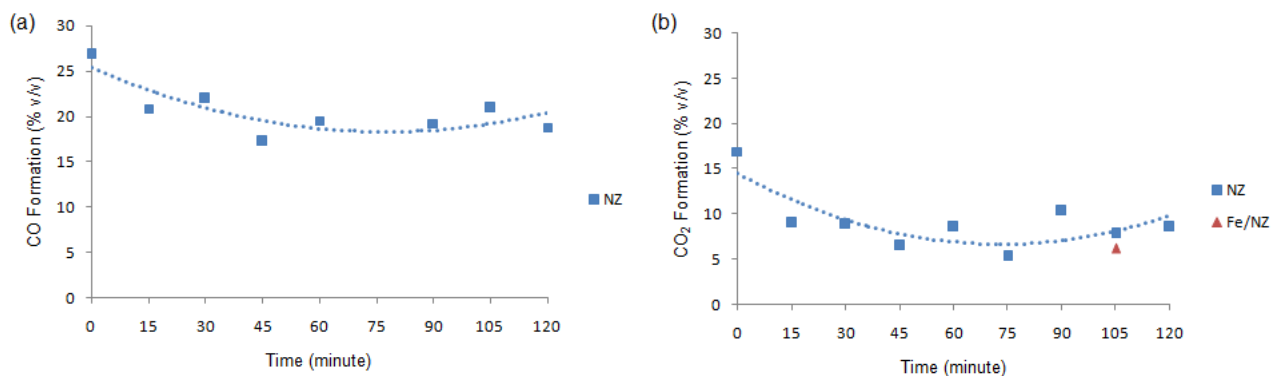 (a)
30
25
20
15
10
5
0
CO Formation (% v/v)
0 15 30 45 60 75 90 105 120
Time (minute)
NZ
(b)
30
25
20
15
10
5
0
CO₂ Formation (% v/v)
0 15 30 45 60 75 90 105 120
Time (minute)
NZ
Fe/NZ